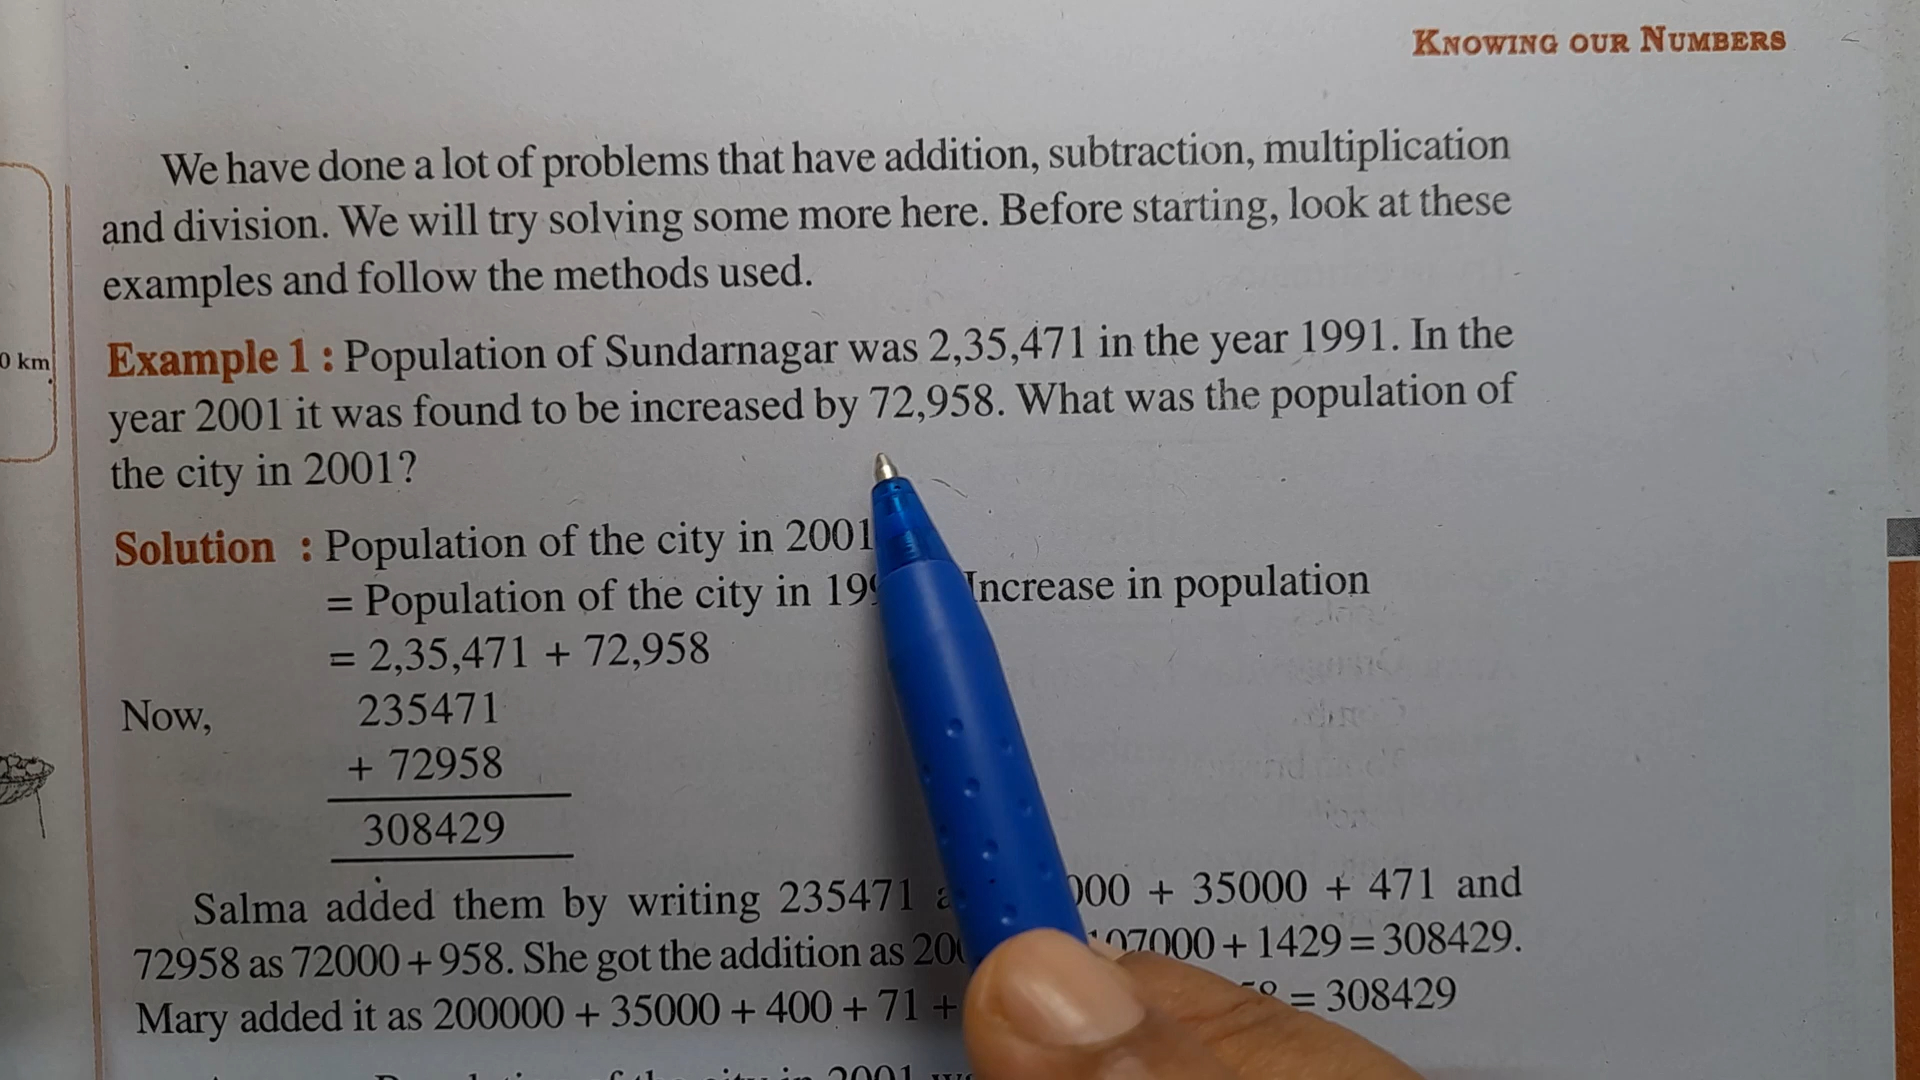 KNOWING OUR NUMBERS
We have done a lot of problems that have addition, subtraction, multiplication
and division. We will try solving some more here. Before starting, look at these
examples and follow the methods used.
0 km
Example 1 : Population of Sundarnagar was 2,35,471 in the year 1991. In the
year 2001 it was found to be increased by 72,958. What was the population of
the city in 2001?
Solution : Population of the city in 2001
= Population of the city in Increase in population
= 2,35,471 + 72,958
Now, 235471
+ 72958
308429
Salma added them by writing 235471 + 35000 + 471 and
72958 as 72000 + 958. She got the addition as + 1429 = 308429.
Mary added it as 200000 + 35000 + 400 + 71 + = 308429
of the city in 2001